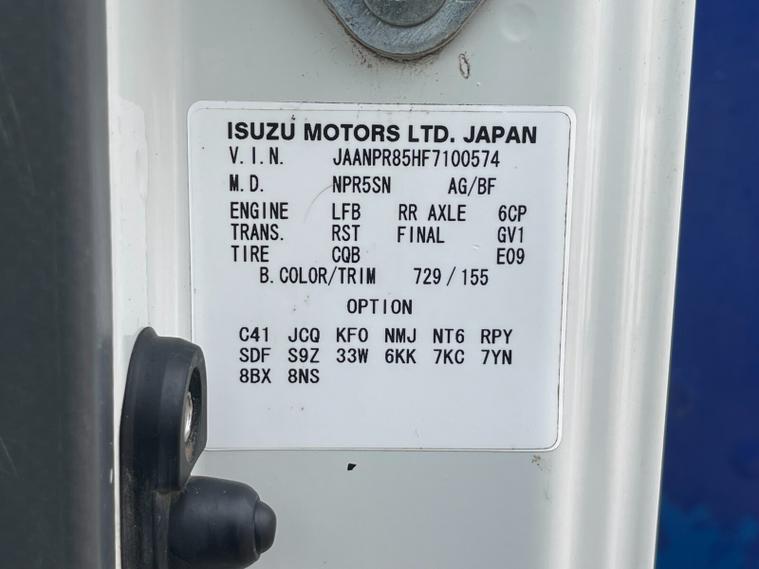 ISUZU MOTORS LTD. JAPAN
V.I.N. JAANPR85HF7100574
M.D. NPR5SN AG/BF
ENGINE LFB RR AXLE 6CP
TRANS. RST FINAL GV1
TIRE CQB E09
B.COLOR/TRIM 729/155
OPTION
C41 JCQ KFO NMJ NT6 RPY
SDF S9Z 33W 6KK 7KC 7YN
8BX 8NS